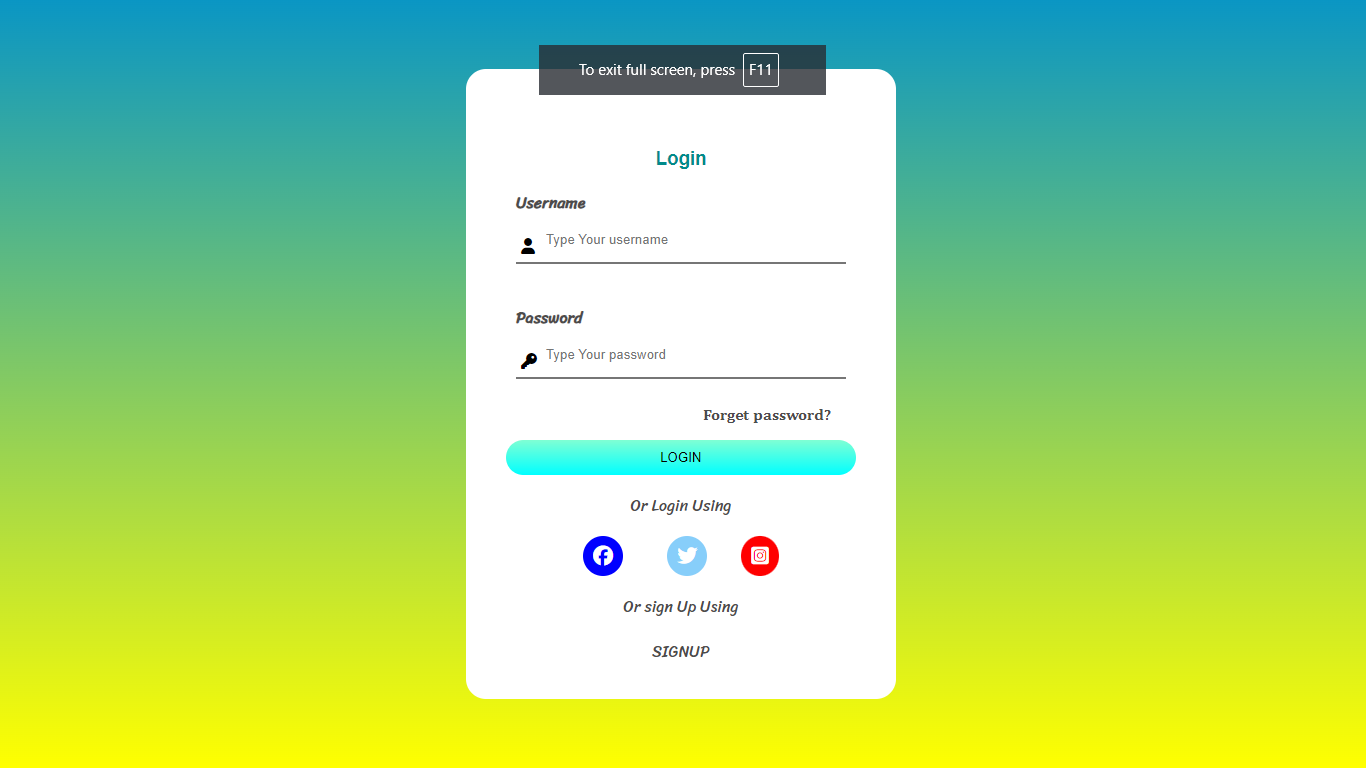 To exit full screen, press F11
Login
Username
Type Your username
Password
Type Your password
Forget password?
LOGIN
Or Login Using
Or sign Up Using
SIGNUP